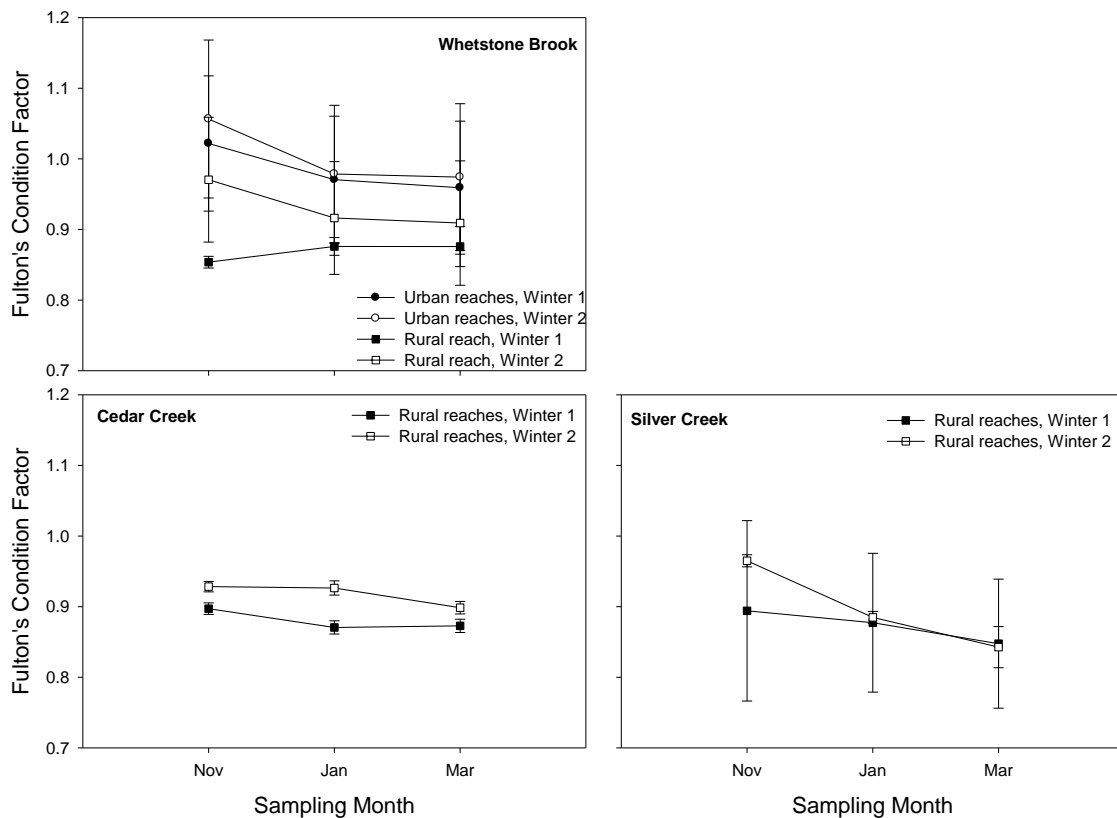 1.2
Whetstone Brook
1.1
1.0
0.9
0.8
0.7
Fulton's Condition Factor
Urban reaches, Winter 1
Urban reaches, Winter 2
Rural reach, Winter 1
Rural reach, Winter 2
1.2
Cedar Creek
Rural reaches, Winter 1
Rural reaches, Winter 2
1.1
1.0
0.9
0.8
0.7
Fulton's Condition Factor
Nov Jan Mar
Sampling Month
Silver Creek
Rural reaches, Winter 1
Rural reaches, Winter 2
Nov Jan Mar
Sampling Month